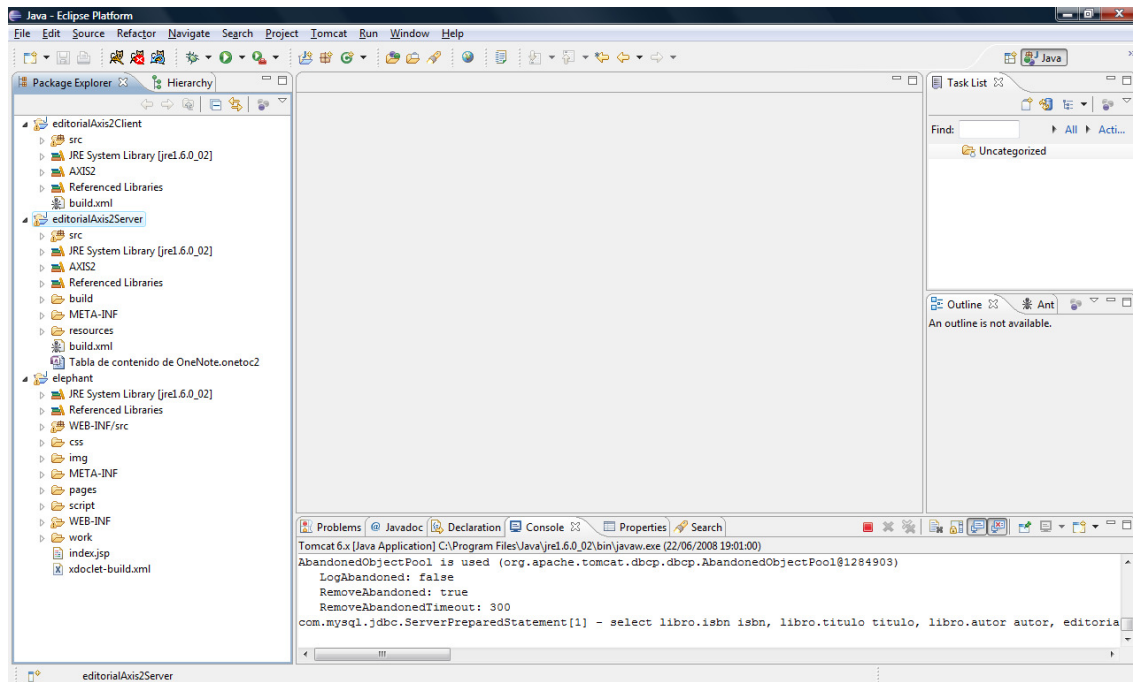 Java - Eclipse Platform
File Edit Source Refactor Navigate Search Project Tomcat Run Window Help
Java
Package Explorer Hierarchy
editorialAxis2Client
src
JRE System Library [jre1.6.0_02]
AXIS2
Referenced Libraries
build.xml
editorialAxis2Server
src
JRE System Library [jre1.6.0_02]
AXIS2
Referenced Libraries
build
META-INF
resources
build.xml
Tabla de contenido de OneNote.onetoc2
elephant
JRE System Library [jre1.6.0_02]
Referenced Libraries
WEB-INF/src
css
img
META-INF
pages
script
WEB-INF
work
index.jsp
xdoclet-build.xml
Task List
Find: All Acti...
Uncategorized
Outline Ant
An outline is not available.
Problems Javadoc Declaration Console Properties Search
Tomcat 6.x [Java Application] C:\Program Files\Java\jre1.6.0_02\bin\javaw.exe (22/06/2008 19:01:00)
AbandonedObjectPool is used (org.apache.tomcat.dbcp.dbcp.AbandonedObjectPool@1284903)
LogAbandoned: false
RemoveAbandoned: true
RemoveAbandonedTimeout: 300
com.mysql.jdbc.ServerPreparedStatement[1] - select libro.isbn isbn, libro.titulo titulo, libro.autor autor, editoria
editorialAxis2Server